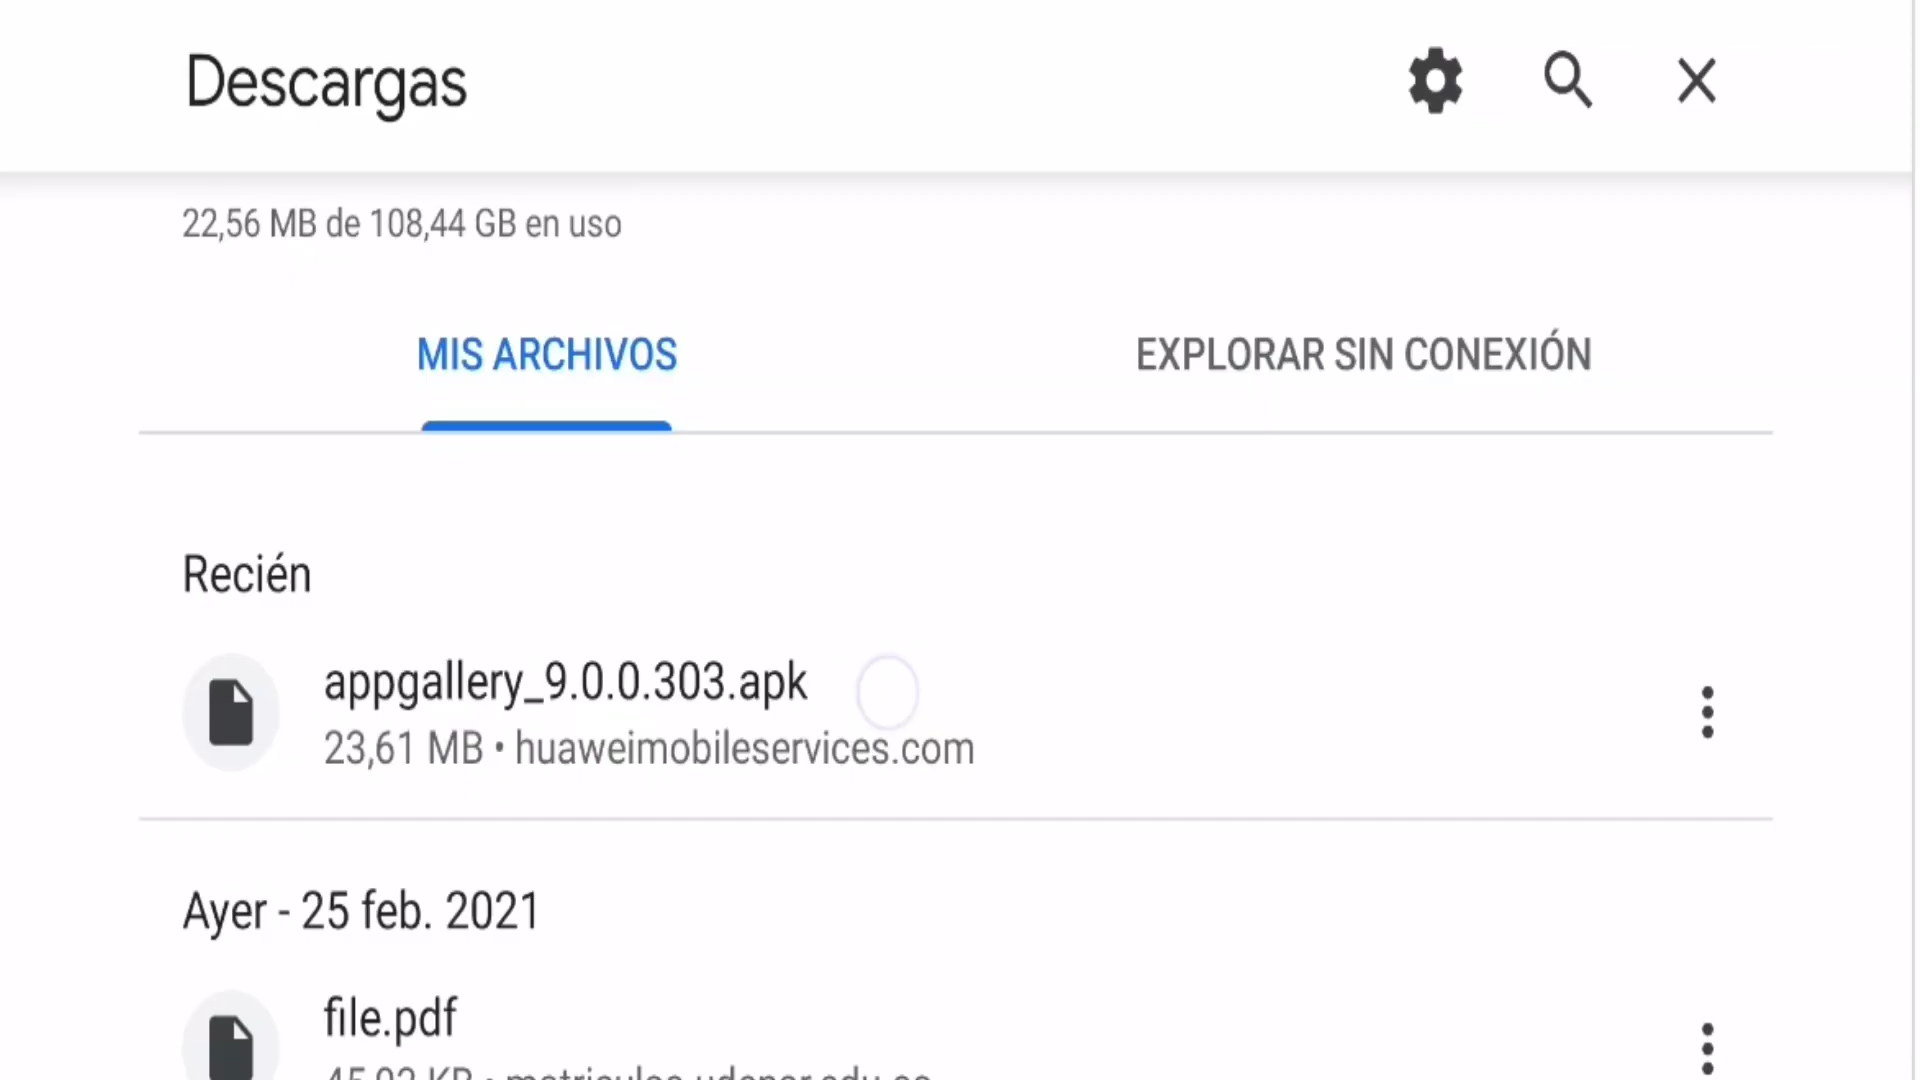 Descargas
22,56 MB de 108,44 GB en uso
MIS ARCHIVOS
EXPLORAR SIN CONEXIÓN
Recién
appgallery_9.0.0.303.apk
23,61 MB • huaweimobileservices.com
Ayer - 25 feb. 2021
file.pdf